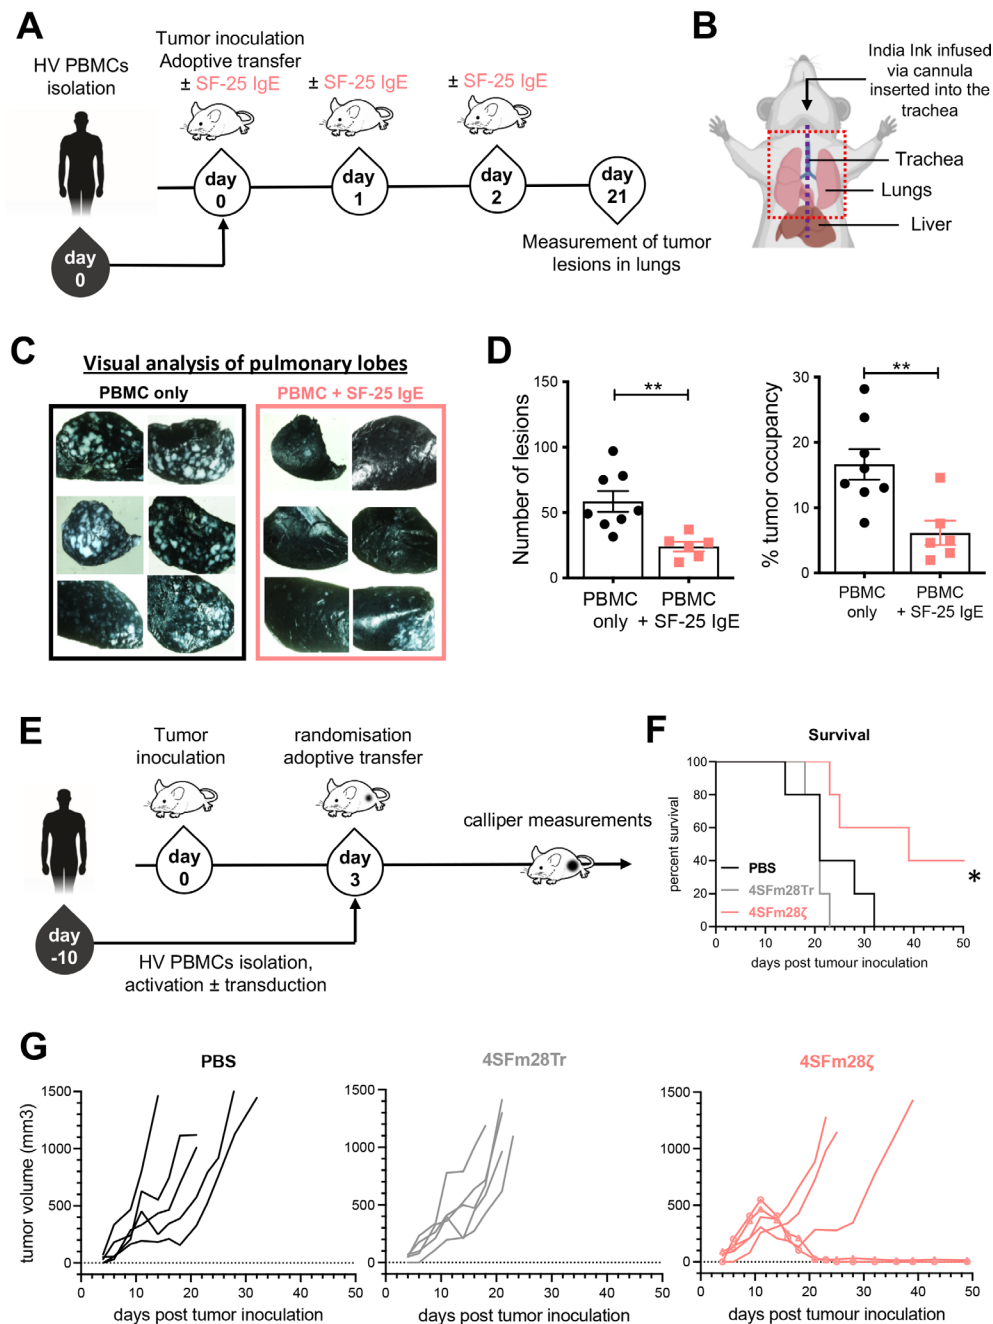 A
HV PBMCs
isolation
Tumor inoculation
Adoptive transfer
± SF-25 IgE
± SF-25 IgE
± SF-25 IgE
day
0
day
1
day
2
day
21
day
0
Measurement of tumor
lesions in lungs
B
India Ink infused
via cannula
inserted into the
trachea
Trachea
Lungs
Liver
C
Visual analysis of pulmonary lobes
PBMC only
PBMC + SF-25 IgE
D
Number of lesions
150
100
50
0
**
PBMC
only
PBMC
+ SF-25 IgE
% tumor occupancy
30
20
10
0
**
PBMC
only
PBMC
+ SF-25 IgE
E
Tumor
inoculation
randomisation
adoptive transfer
calliper measurements
day
0
day
3
day
-10
HV PBMCs isolation,
activation ± transduction
F
Survival
percent survival
100
80
60
40
20
0
PBS
4SFm28Tr
4SFm28ζ
*
0 10 20 30 40 50
days post tumour inoculation
G
PBS
tumor volume (mm3)
1500
1000
500
0
0 10 20 30 40 50
days post tumor inoculation
4SFm28Tr
1500
1000
500
0
0 10 20 30 40 50
days post tumor inoculation
4SFm28ζ
1500
1000
500
0
0 10 20 30 40 50
days post tumour inoculation